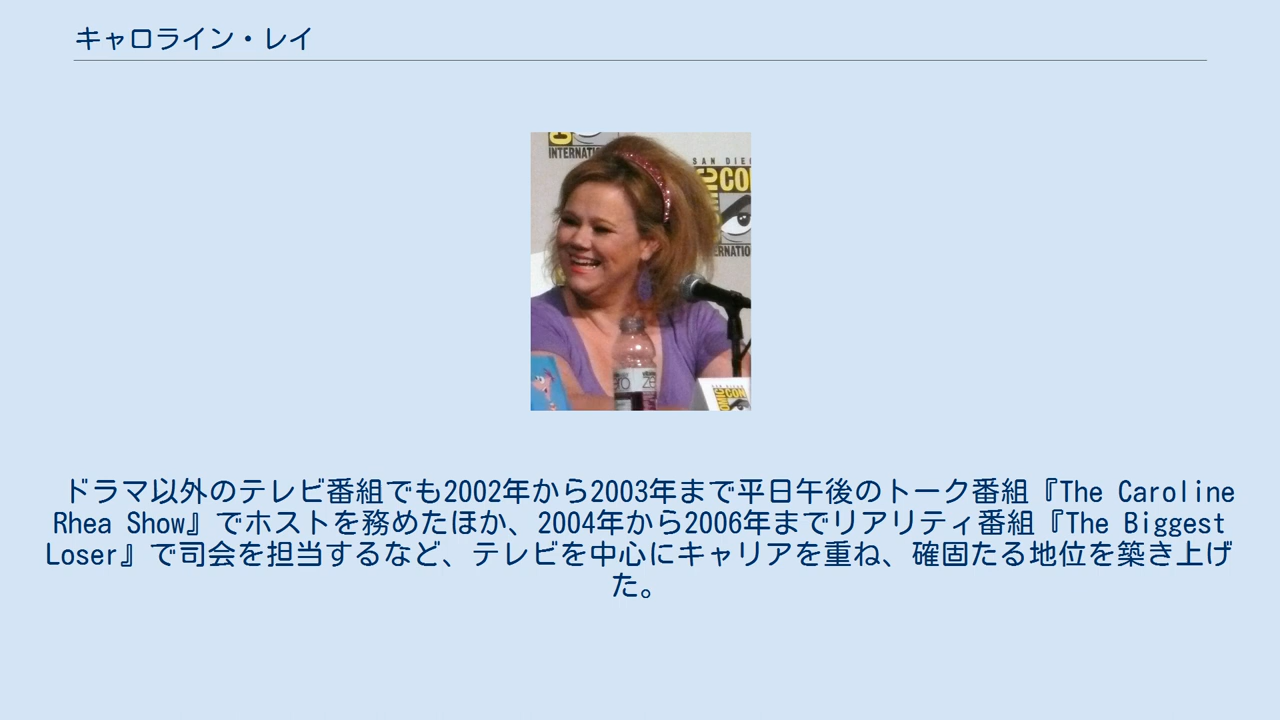 キャロライン・レイ
INTERNATI
SAN DIE
CO
ERNATIO
COMIC
CON
ドラマ以外のテレビ番組でも2002年から2003年まで平日午後のトーク番組『The Caroline
Rhea Show』でホストを務めたほか、2004年から2006年までリアリティ番組『The Biggest
Loser』で司会を担当するなど、テレビを中心にキャリアを重ね、確固たる地位を築き上げ
た。